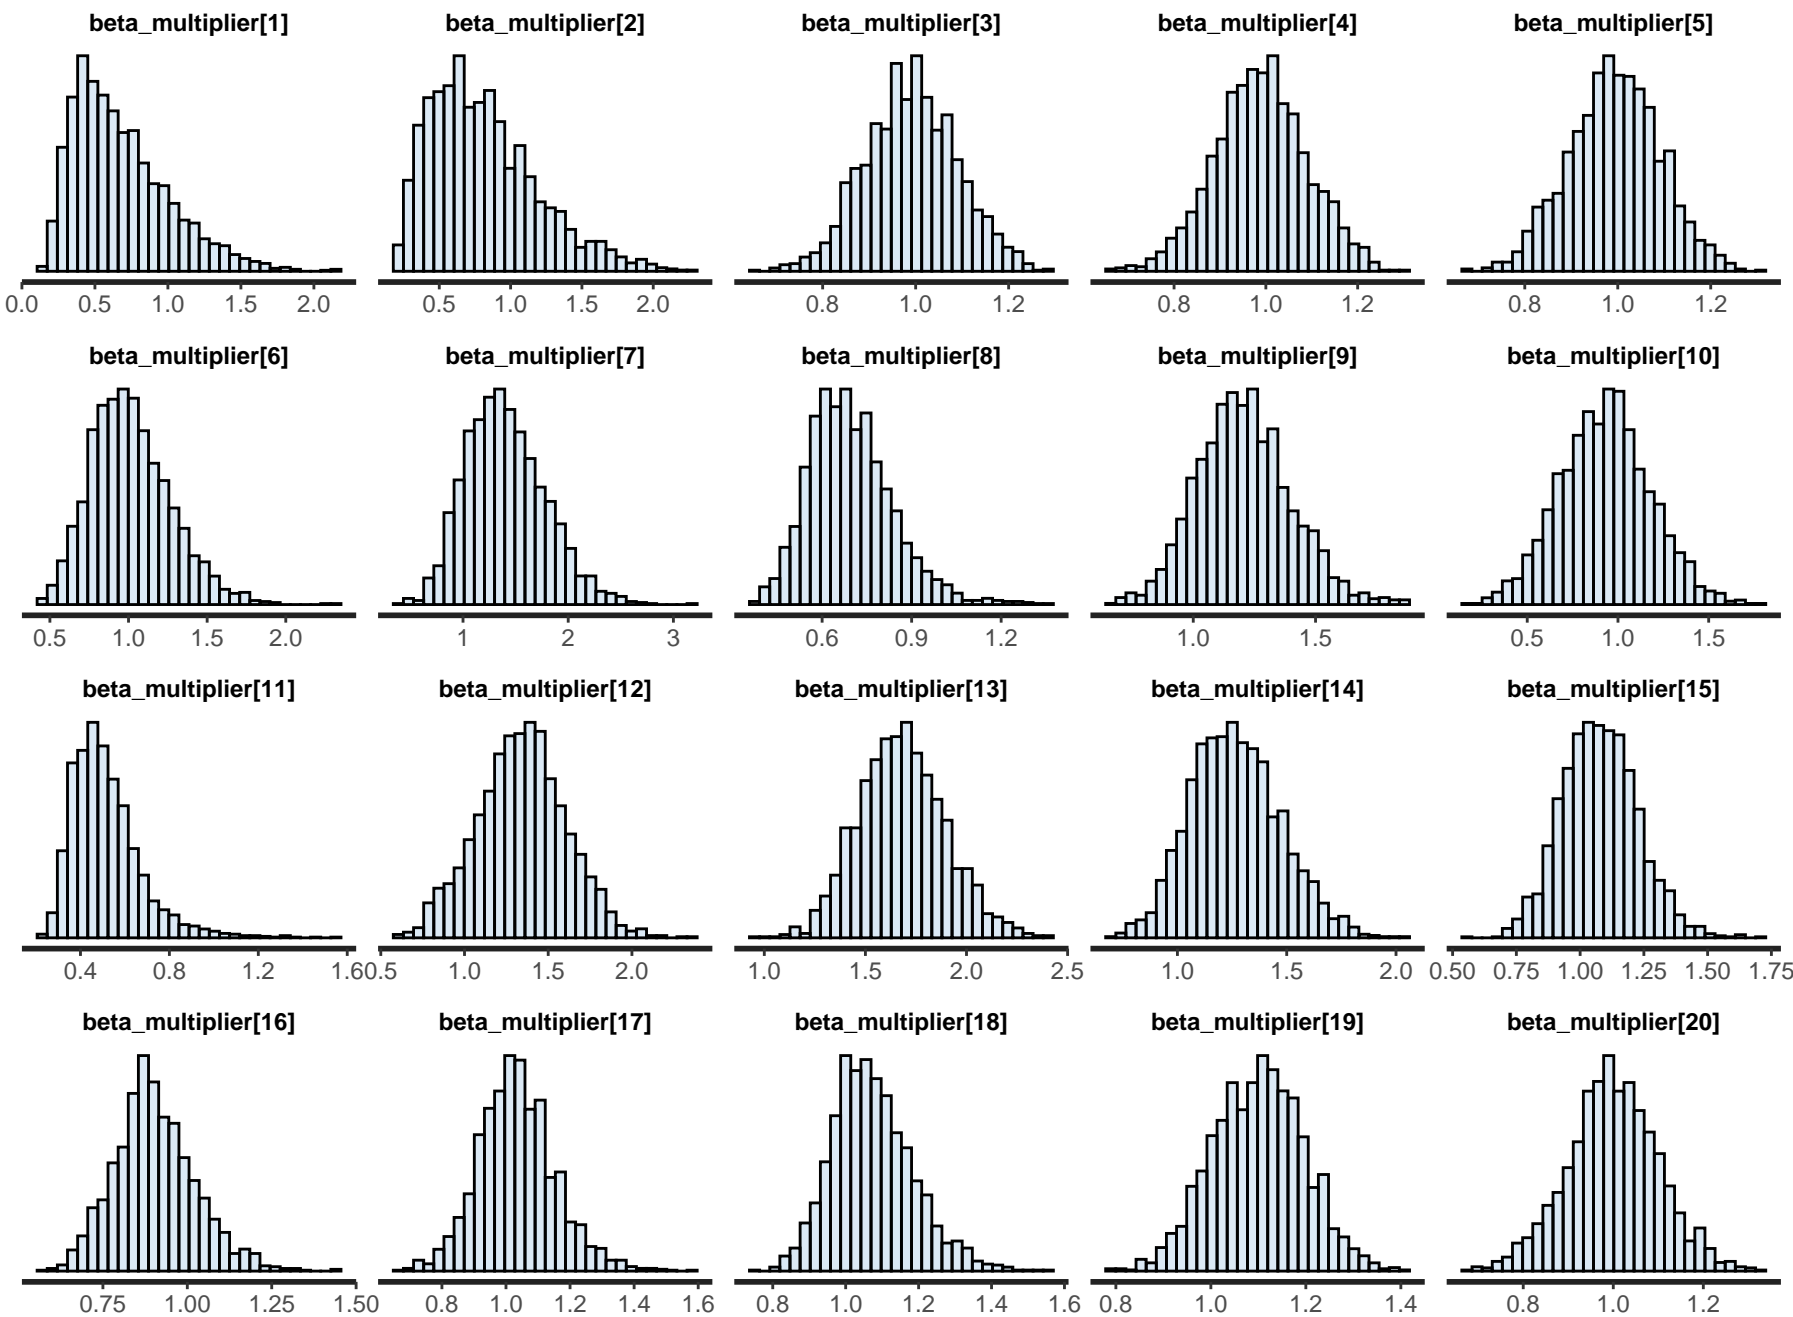 beta_multiplier[1] beta_multiplier[2] beta_multiplier[3] beta_multiplier[4] beta_multiplier[5]
0.0 0.5 1.0 1.5 2.0 0.5 1.0 1.5 2.0 0.8 1.0 1.2 0.8 1.0 1.2 0.8 1.0 1.2
beta_multiplier[6] beta_multiplier[7] beta_multiplier[8] beta_multiplier[9] beta_multiplier[10]
0.5 1.0 1.5 2.0 1 2 3 0.6 0.9 1.2 1.0 1.5 0.5 1.0 1.5
beta_multiplier[11] beta_multiplier[12] beta_multiplier[13] beta_multiplier[14] beta_multiplier[15]
0.4 0.8 1.2 1.6 0.5 1.0 1.5 2.0 1.0 1.5 2.0 2.5 1.0 1.5 2.0 0.50 0.75 1.00 1.25 1.50 1.75
beta_multiplier[16] beta_multiplier[17] beta_multiplier[18] beta_multiplier[19] beta_multiplier[20]
0.75 1.00 1.25 1.50 0.8 1.0 1.2 1.4 1.6 0.8 1.0 1.2 1.4 1.6 0.8 1.0 1.2 1.4 0.8 1.0 1.2